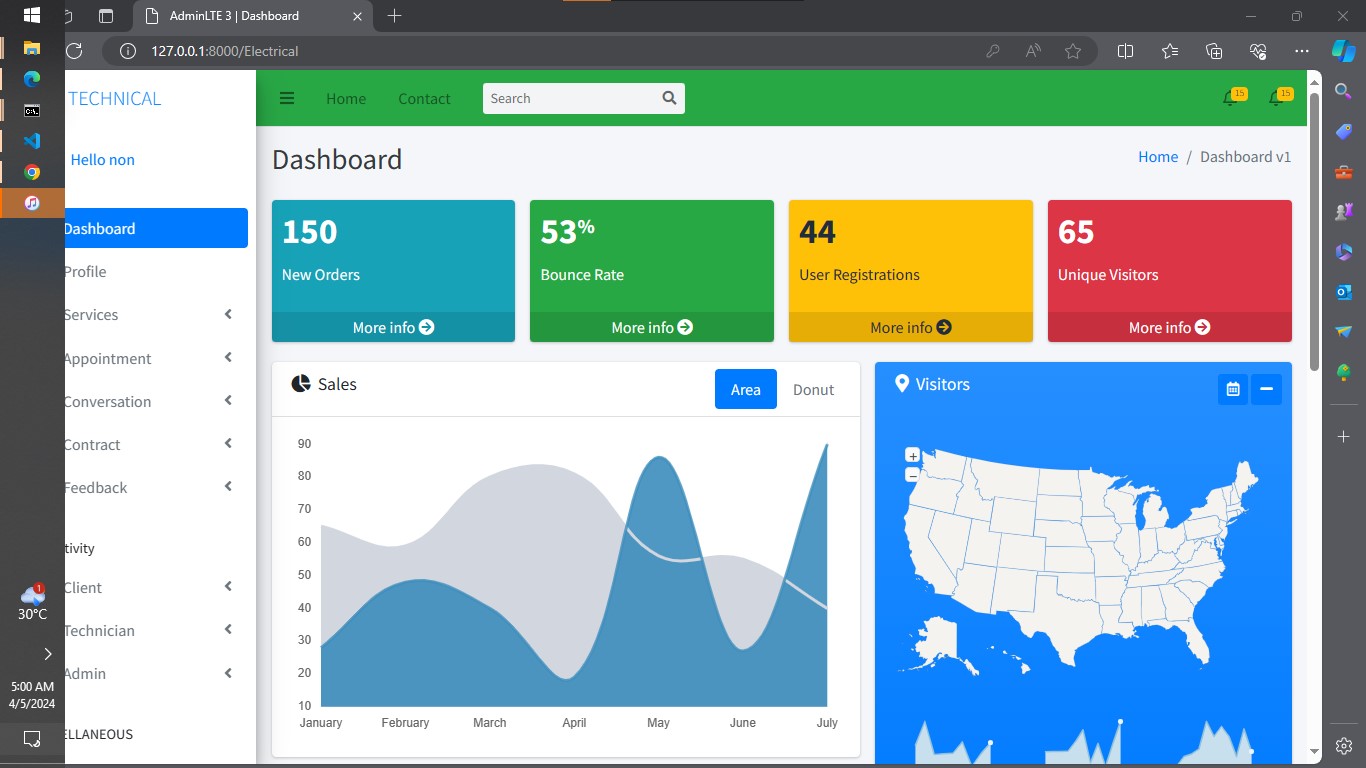 AdminLTE 3 | Dashboard
127.0.0.1:8000/Electrical
TECHNICAL
Home
Contact
Search
15
15
Hello non
Dashboard
Home / Dashboard v1
Dashboard
Profile
Services
Appointment
Conversation
Contract
Feedback
tivity
Client
Technician
Admin
ELLANEOUS
150
New Orders
More info
53%
Bounce Rate
More info
44
User Registrations
More info
65
Unique Visitors
More info
Sales
Area
Donut
90
80
70
60
50
40
30
20
10
January February March April May June July
Visitors
+
−
1
30°C
5:00 AM
4/5/2024